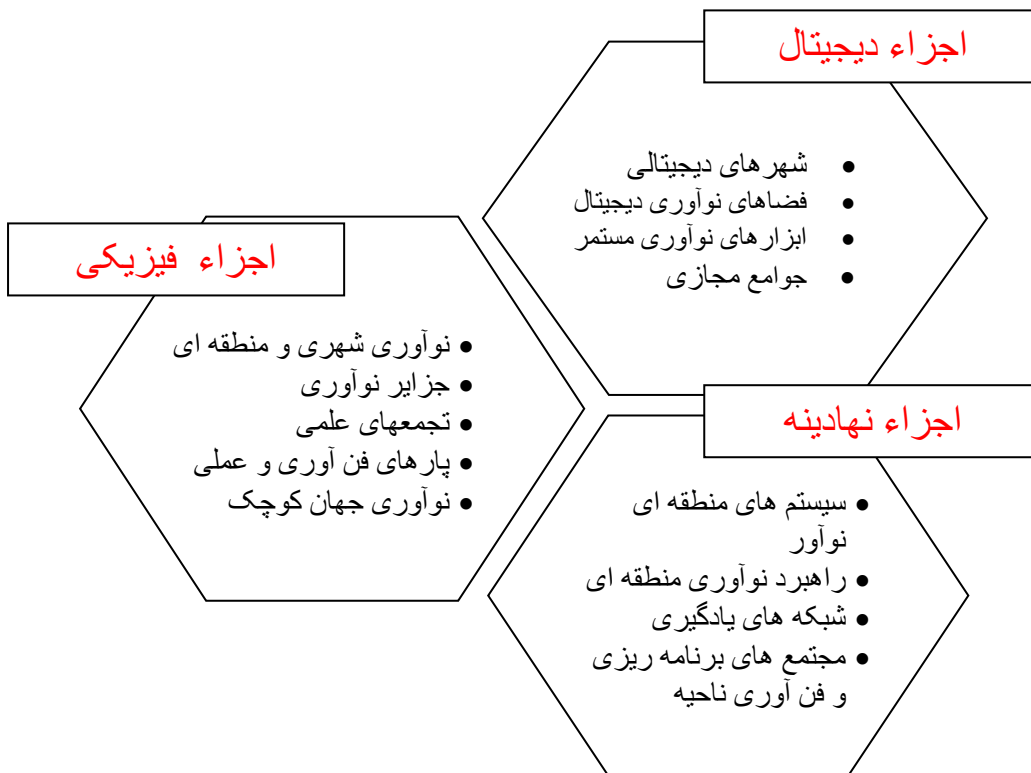 اجزاء دیجیتال
● شهرهای دیجیتالی
● فضاهای نوآوری دیجیتال
● ابزارهای نوآوری مستمر
● جوامع مجازی
اجزاء فیزیکی
● نوآوری شهری و منطقه ای
● جزایر نوآوری
● تجمعهای علمی
● پارهای فن آوری و عملی
● نوآوری جهان کوچک
اجزاء نهادینه
● سیستم های منطقه ای
نوآور
● راهبرد نوآوری منطقه ای
● شبکه های یادگیری
● مجتمع های برنامه ریزی
و فن آوری ناحیه